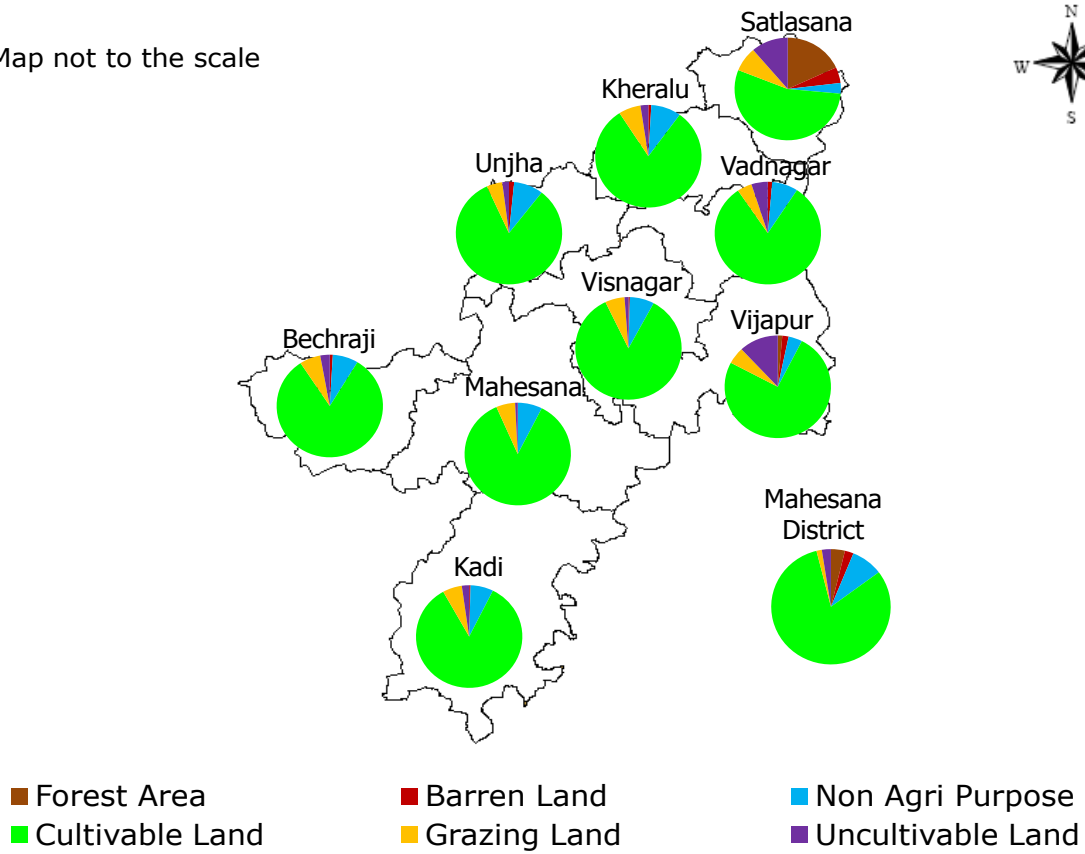 Satlasana
N
Map not to the scale
W
S
Kheralu
Unjha
Vadnagar
Visnagar
Vijapur
Bechraji
Mahesana
Mahesana
District
Kadi
Forest Area
Barren Land
Non Agri Purpose
Cultivable Land
Grazing Land
Uncultivable Land